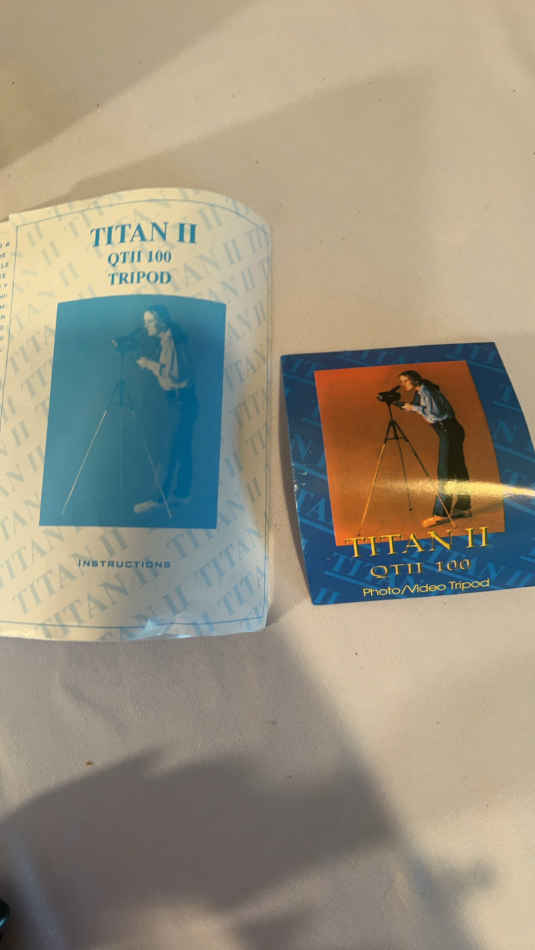 TITAN II
QTII 100
TRIPOD
INSTRUCTIONS
TITAN II
QTII 100
Photo/Video Tripod